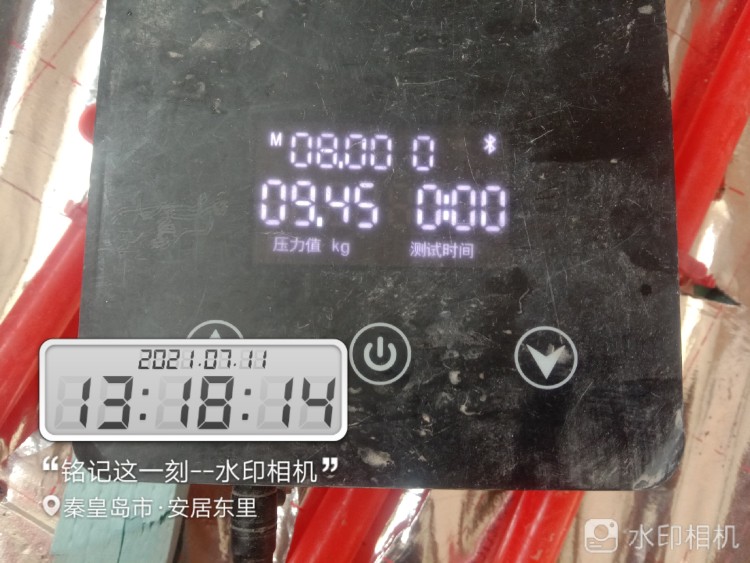 M 08.00 0
09.45 0:00
压力值 kg 测试时间
2021.07.11
13:18:14
“铭记这一刻--水印相机”
秦皇岛市·安居东里
水印相机